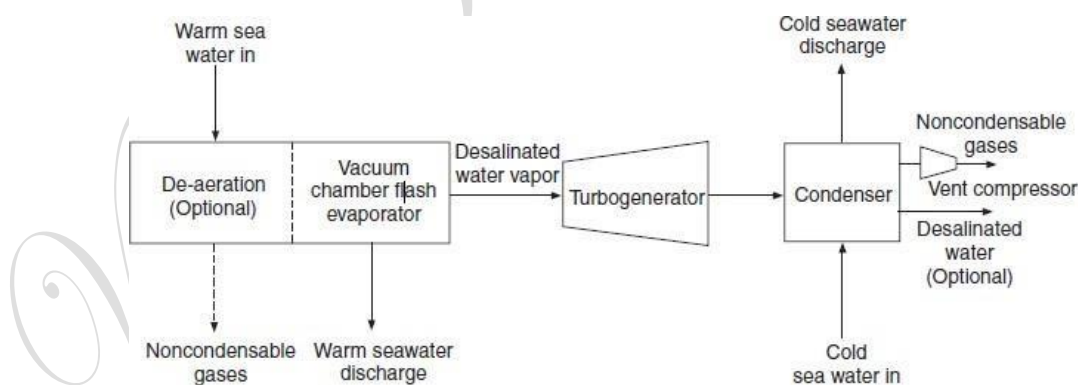 Warm sea
water in
De-aeration
(Optional)
Vacuum
chamber flash
evaporator
Desalinated
water vapor
Turbogenerator
Cold seawater
discharge
Condenser
Noncondensable
gases
Vent compressor
Desalinated
water
(Optional)
Noncondensable
gases
Warm seawater
discharge
Cold
sea water in